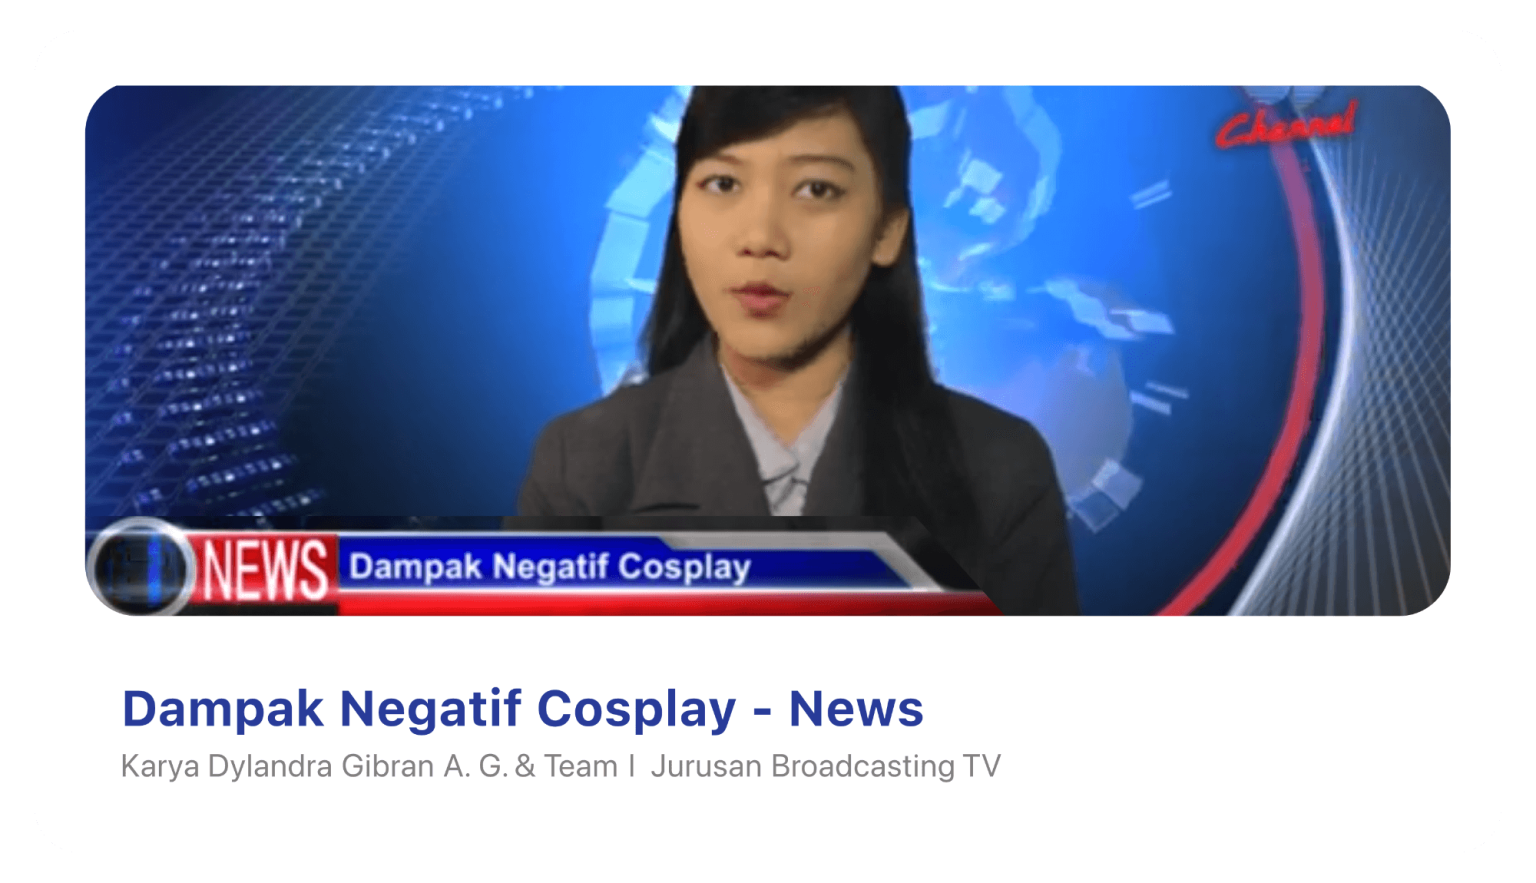 Channel
NEWS
Dampak Negatif Cosplay
Dampak Negatif Cosplay - News
Karya Dylandra Gibran A. G. & Team | Jurusan Broadcasting TV